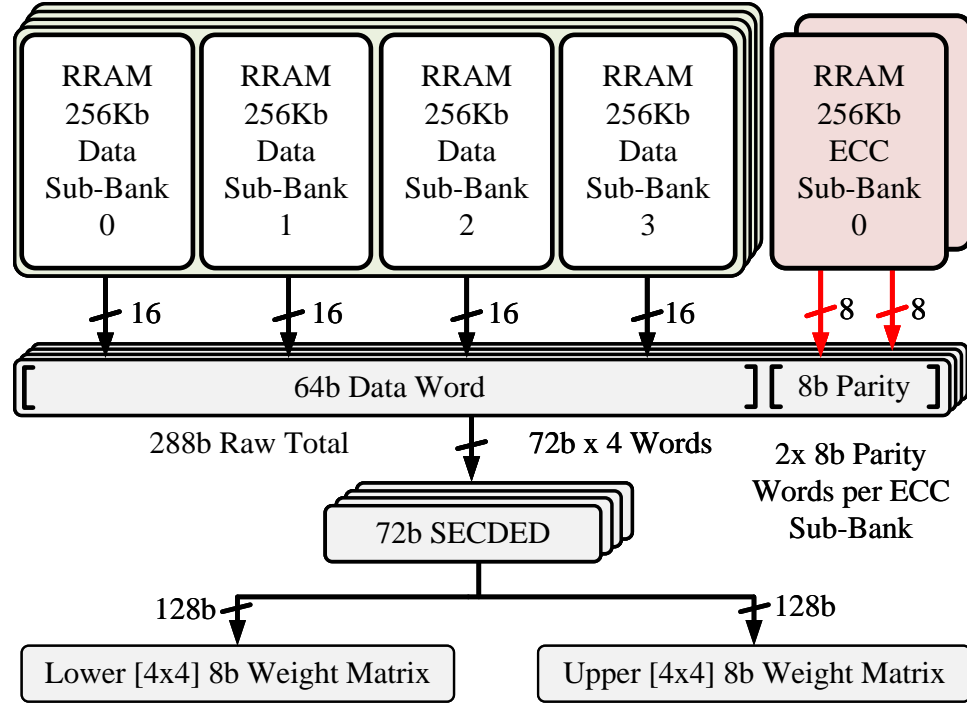 RRAM
256Kb
Data
Sub-Bank
0
RRAM
256Kb
Data
Sub-Bank
1
RRAM
256Kb
Data
Sub-Bank
2
RRAM
256Kb
Data
Sub-Bank
3
RRAM
256Kb
ECC
Sub-Bank
0
16
16
16
16
8
8
[ 64b Data Word ]
[ 8b Parity ]
288b Raw Total
72b x 4 Words
2x 8b Parity
Words per ECC
Sub-Bank
72b SECDED
128b
128b
Lower [4x4] 8b Weight Matrix
Upper [4x4] 8b Weight Matrix